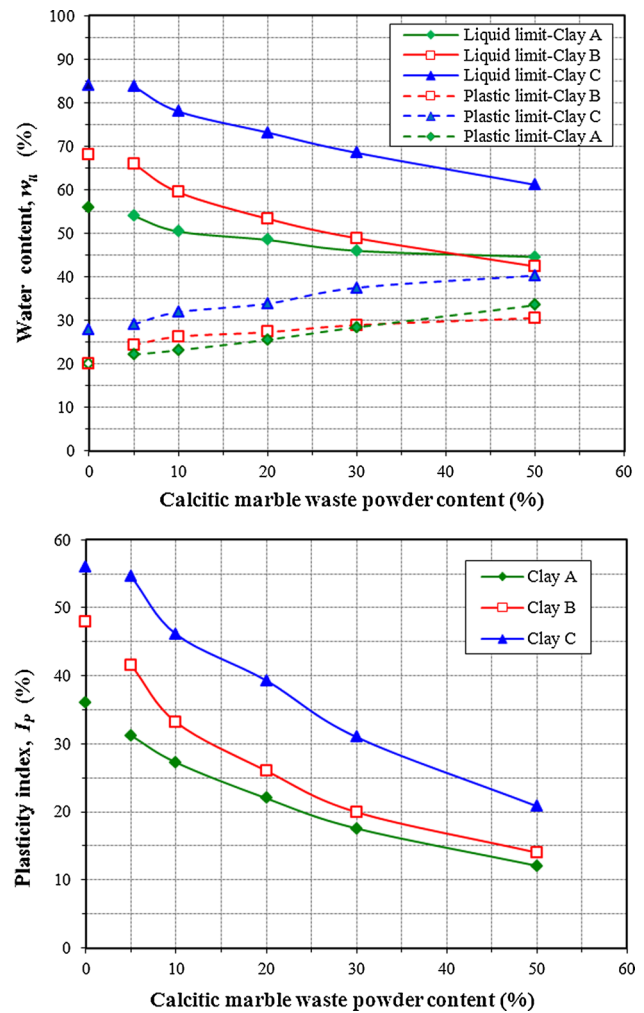 100
90
80
70
60
50
40
30
20
10
0
Water content, wn (%)
Liquid limit-Clay A
Liquid limit-Clay B
Liquid limit-Clay C
Plastic limit-Clay B
Plastic limit-Clay C
Plastic limit-Clay A
0 10 20 30 40 50 60
Calcitic marble waste powder content (%)
60
50
40
30
20
10
0
Plasticity index, IP (%)
Clay A
Clay B
Clay C
0 10 20 30 40 50 60
Calcitic marble waste powder content (%)